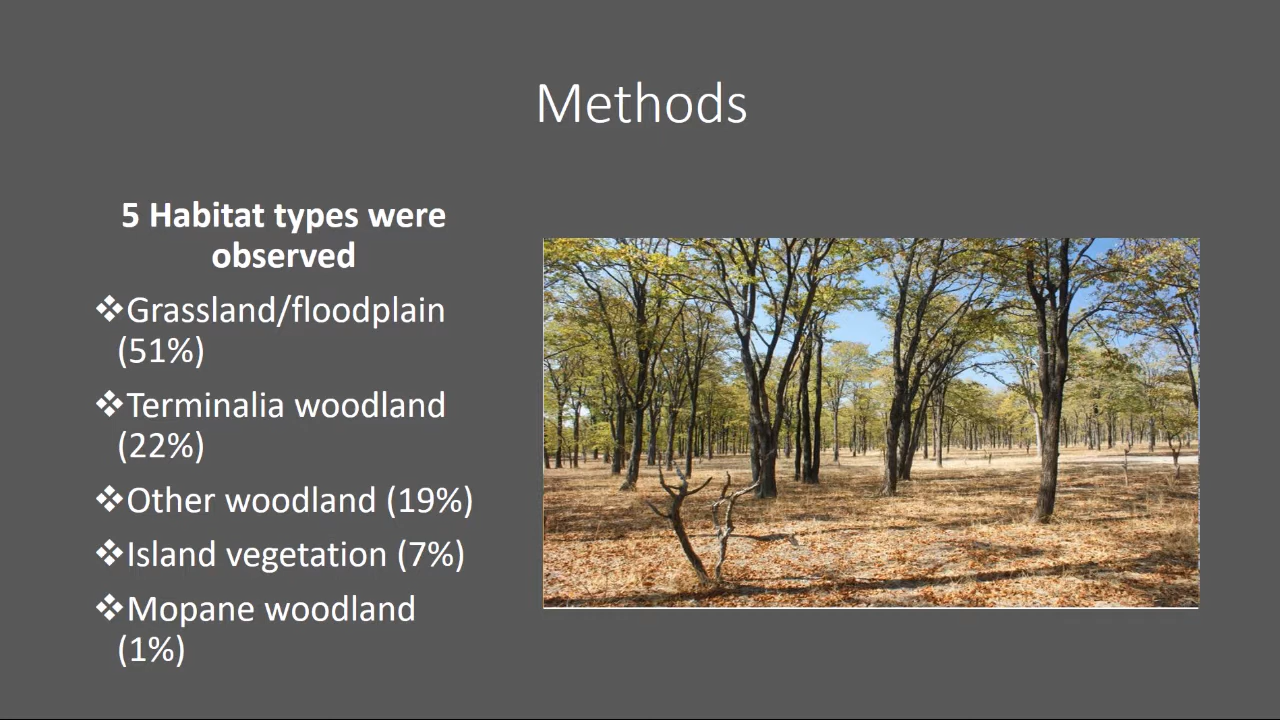 Methods
5 Habitat types were
observed
❖Grassland/floodplain
(51%)
❖Terminalia woodland
(22%)
❖Other woodland (19%)
❖Island vegetation (7%)
❖Mopane woodland
(1%)